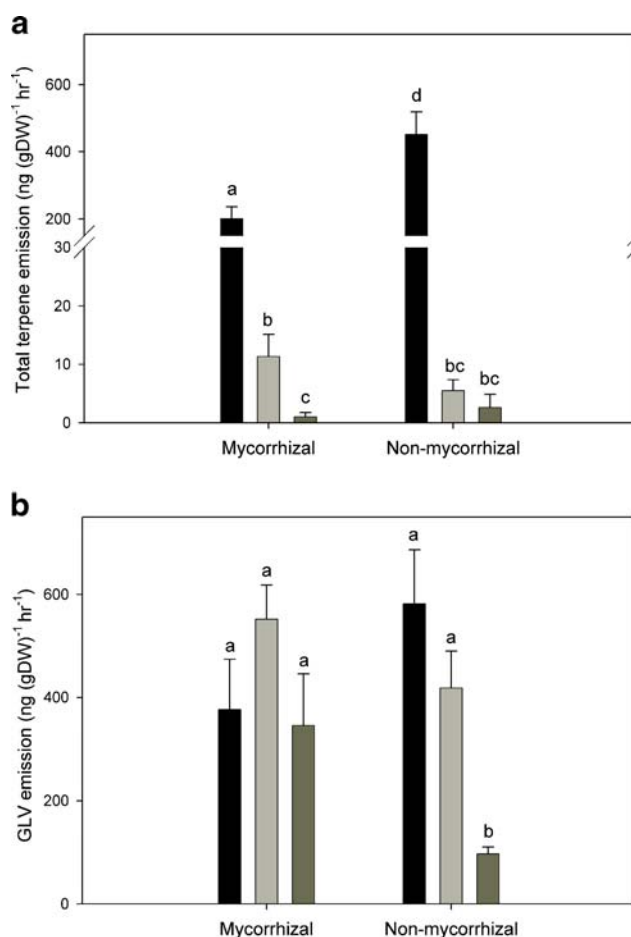 a
Total terpene emission (ng (gDW)⁻¹ hr⁻¹)
600
400
200
30
20
10
0
a
b
c
d
bc
bc
Mycorrhizal
Non-mycorrhizal
b
GLV emission (ng (gDW)⁻¹ hr⁻¹)
600
400
200
0
a
a
a
a
a
b
Mycorrhizal
Non-mycorrhizal